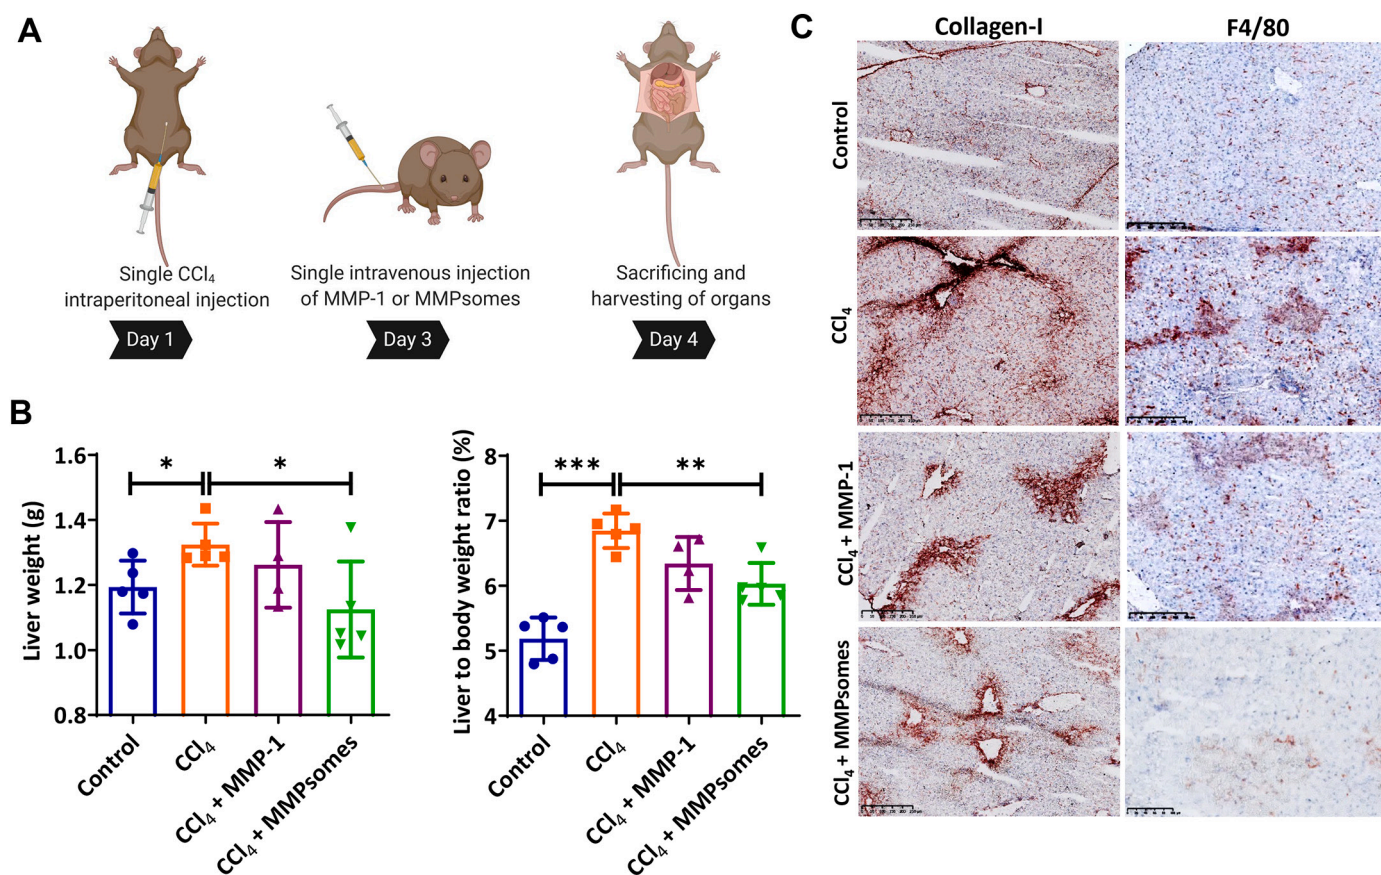 A
Single CCl₄
intraperitoneal injection
Day 1
Single intravenous injection
of MMP-1 or MMPsomes
Day 3
Sacrificing and
harvesting of organs
Day 4
B
Liver weight (g)
1.6
1.4
1.2
1.0
0.8
*
*
Control
CCl₄
CCl₄ + MMP-1
CCl₄ + MMPsomes
Liver to body weight ratio (%)
8
7
6
5
4
***
**
Control
CCl₄
CCl₄ + MMP-1
CCl₄ + MMPsomes
C
Collagen-I
F4/80
Control
CCl₄
CCl₄ + MMP-1
CCl₄ + MMPsomes